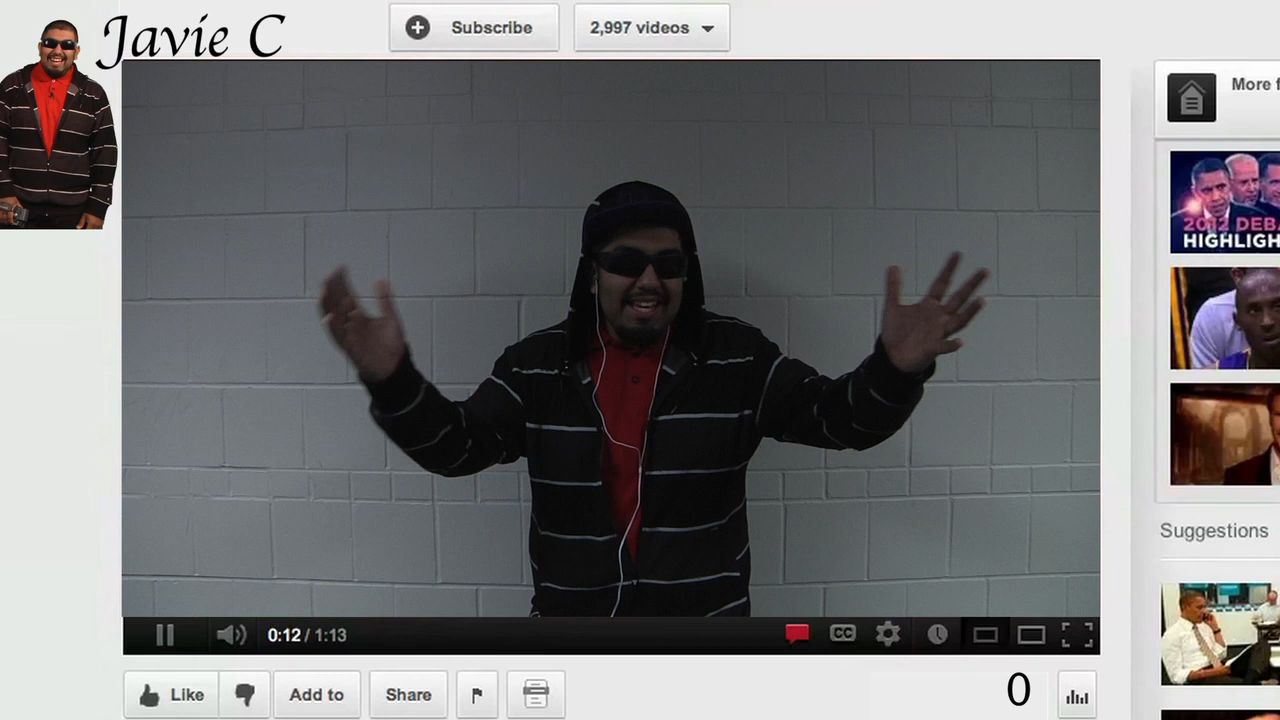 Javie C
Subscribe
2,997 videos
More f
2012 DEBA
HIGHLIGH
0:12 / 1:13
CC
Suggestions
Like
Add to
Share
0